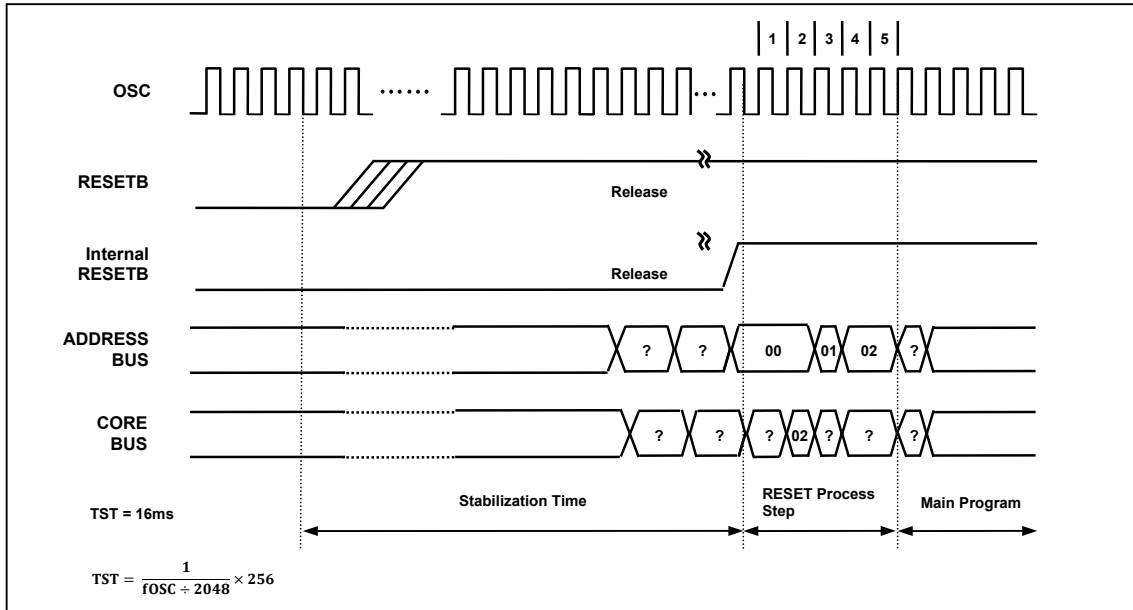 1 2 3 4 5
OSC
...... ...
RESETB
Release
Internal
RESETB
Release
ADDRESS
BUS
? ? 00 01 02 ?
CORE
BUS
? ? ? 02 ? ? ?
TST = 16ms
Stabilization Time
RESET Process
Step
Main Program
TST = 1 / fOSC ÷ 2048 × 256